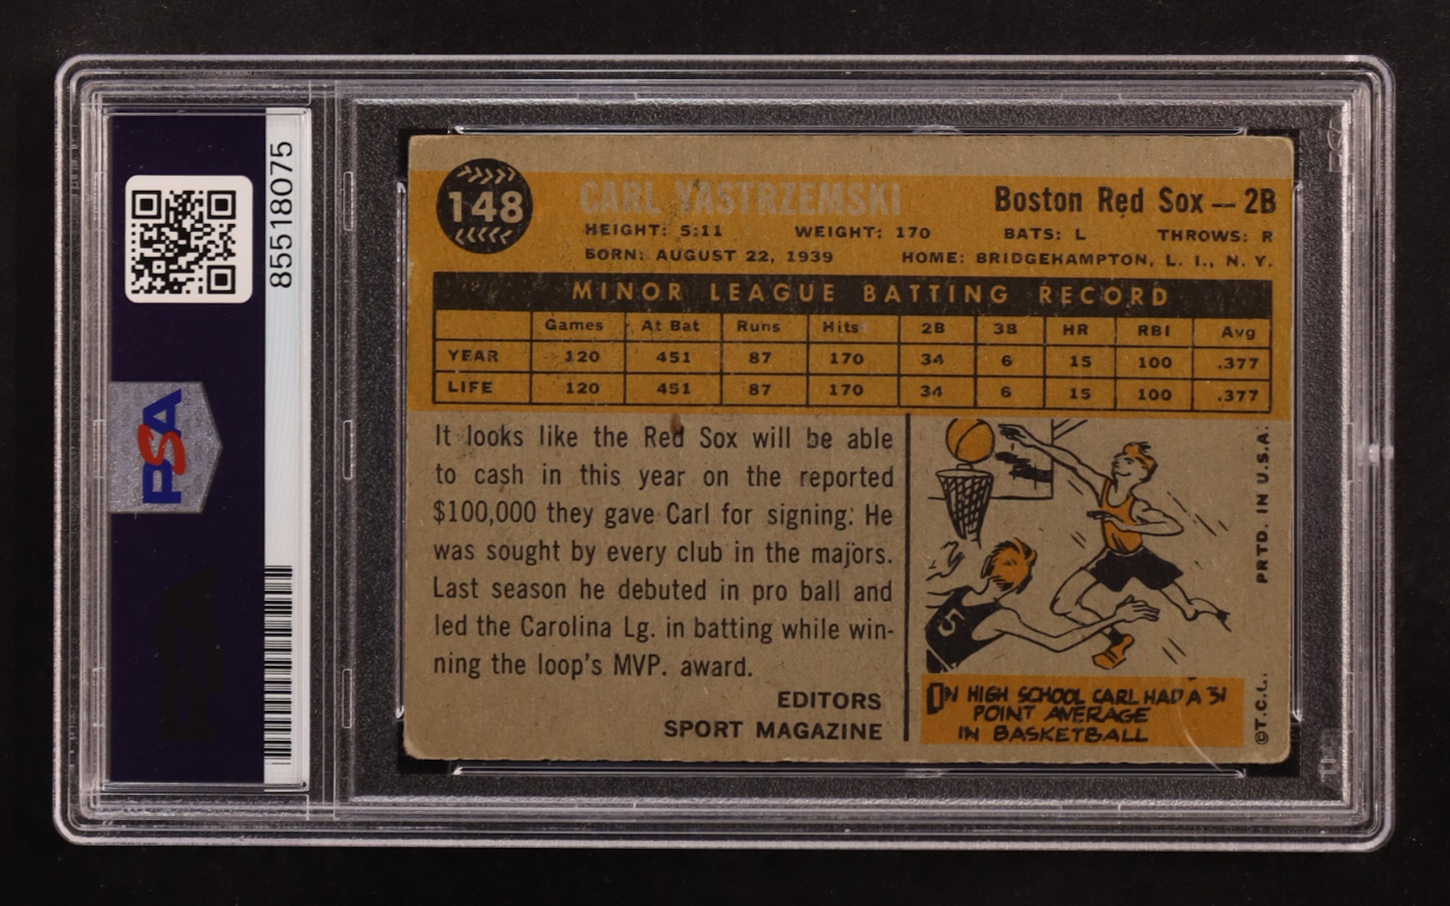 85518075
PSA
148
CARL YASTRZEMSKI
Boston Red Sox — 2B
HEIGHT: 5:11 WEIGHT: 170 BATS: L THROWS: R
BORN: AUGUST 22, 1939 HOME: BRIDGEHAMPTON, L. I., N. Y.
MINOR LEAGUE BATTING RECORD
Games At Bat Runs Hits 2B 3B HR RBI Avg
YEAR 120 451 87 170 34 6 15 100 .377
LIFE 120 451 87 170 34 6 15 100 .377
It looks like the Red Sox will be able
to cash in this year on the reported
$100,000 they gave Carl for signing. He
was sought by every club in the majors.
Last season he debuted in pro ball and
led the Carolina Lg. in batting while win-
ning the loop's MVP. award.
EDITORS
SPORT MAGAZINE
5
IN HIGH SCHOOL CARL HAD A 31
POINT AVERAGE
IN BASKETBALL
©T.C.G. PRTD. IN U.S.A.